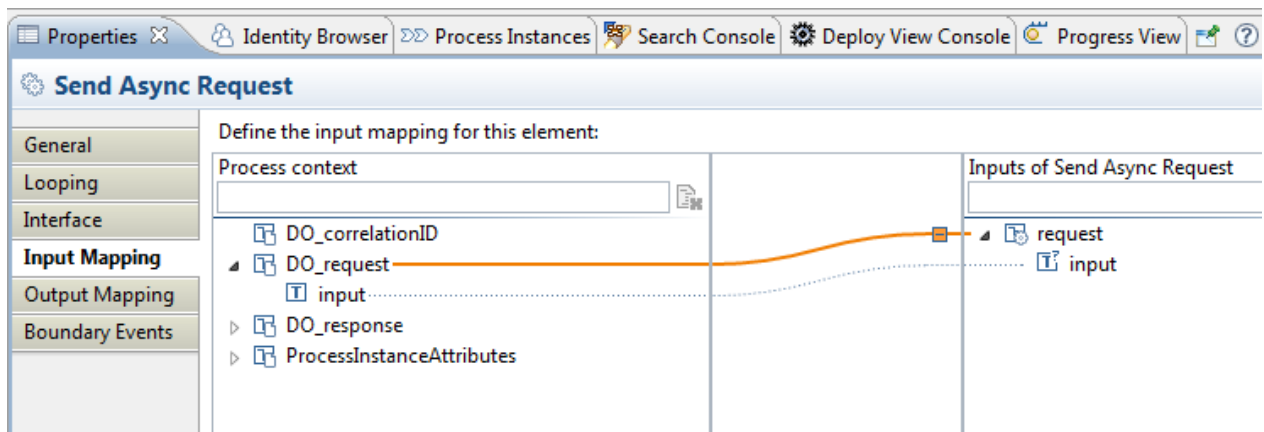 Properties Identity Browser Process Instances Search Console Deploy View Console Progress View
Send Async Request
General
Looping
Interface
Input Mapping
Output Mapping
Boundary Events
Define the input mapping for this element:
Process context
DO_correlationID
DO_request
input
DO_response
ProcessInstanceAttributes
Inputs of Send Async Request
request
input